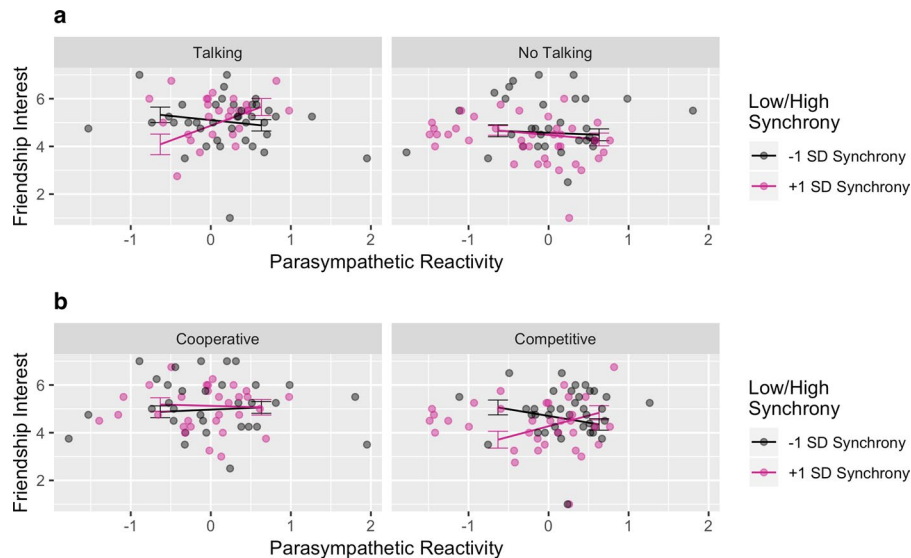 a
Talking
No Talking
Friendship Interest
6
4
2
-1
0
1
2
-1
0
1
2
Parasympathetic Reactivity
Low/High
Synchrony
-1 SD Synchrony
+1 SD Synchrony
b
Cooperative
Competitive
Friendship Interest
6
4
2
-1
0
1
2
-1
0
1
2
Parasympathetic Reactivity
Low/High
Synchrony
-1 SD Synchrony
+1 SD Synchrony